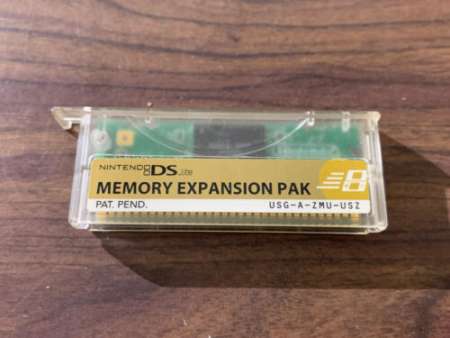 NINTENDO DS Lite
MEMORY EXPANSION PAK
PAT. PEND.
USG-A-ZMU-USZ